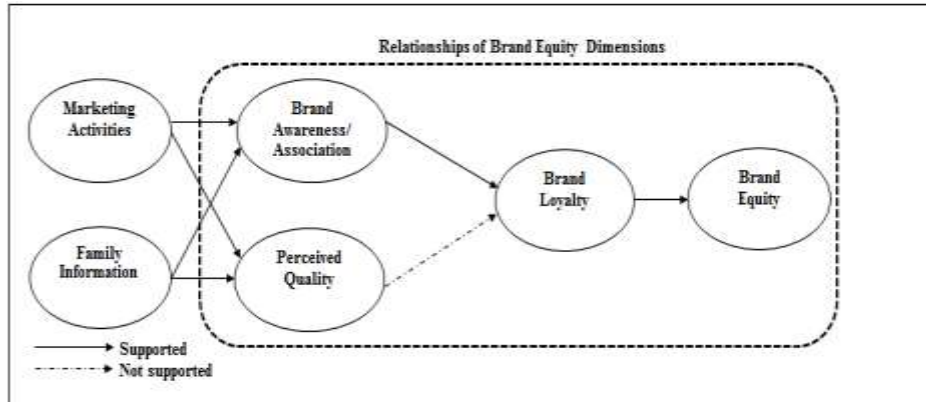 Relationships of Brand Equity Dimensions
Marketing
Activities
Brand
Awareness/
Association
Brand
Loyalty
Brand
Equity
Family
Information
Perceived
Quality
Supported
Not supported